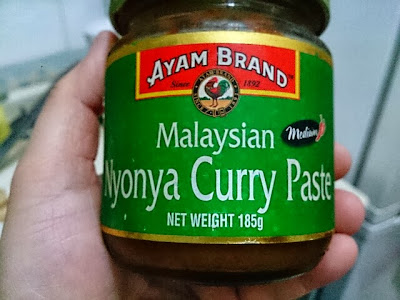 AYAM BRAND
Since 1892
Malaysian
Medium
Nyonya Curry Paste
NET WEIGHT 185g